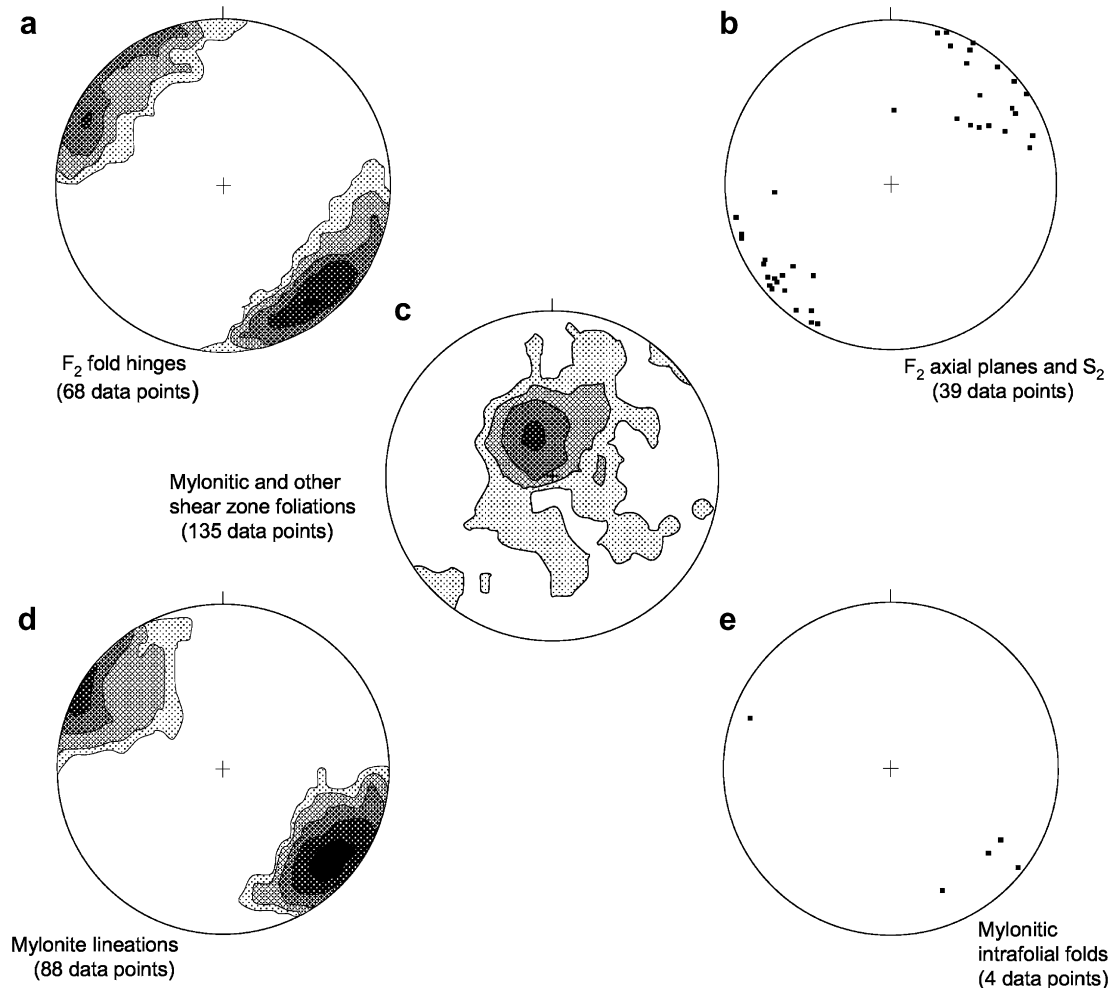 a
F2 fold hinges
(68 data points)
b
F2 axial planes and S2
(39 data points)
c
Mylonitic and other
shear zone foliations
(135 data points)
d
Mylonite lineations
(88 data points)
e
Mylonitic
intrafolial folds
(4 data points)